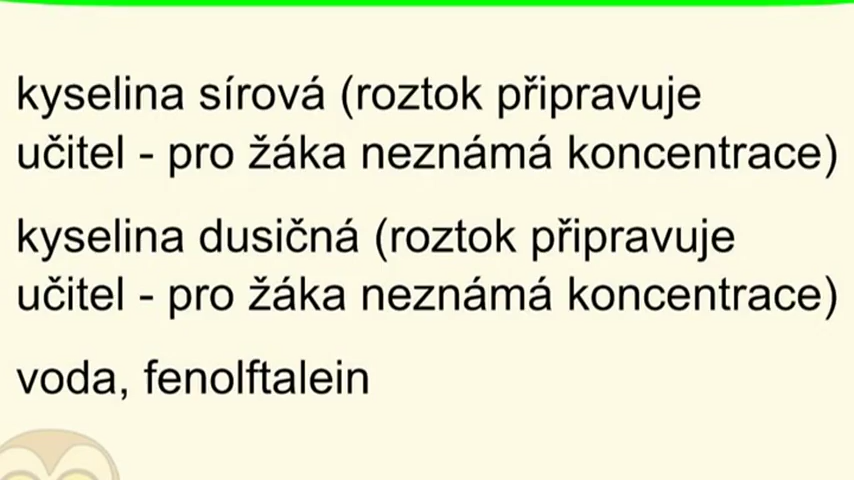 kyselina sírová (roztok připravuje
učitel - pro žáka neznámá koncentrace)
kyselina dusičná (roztok připravuje
učitel - pro žáka neznámá koncentrace)
voda, fenolftalein